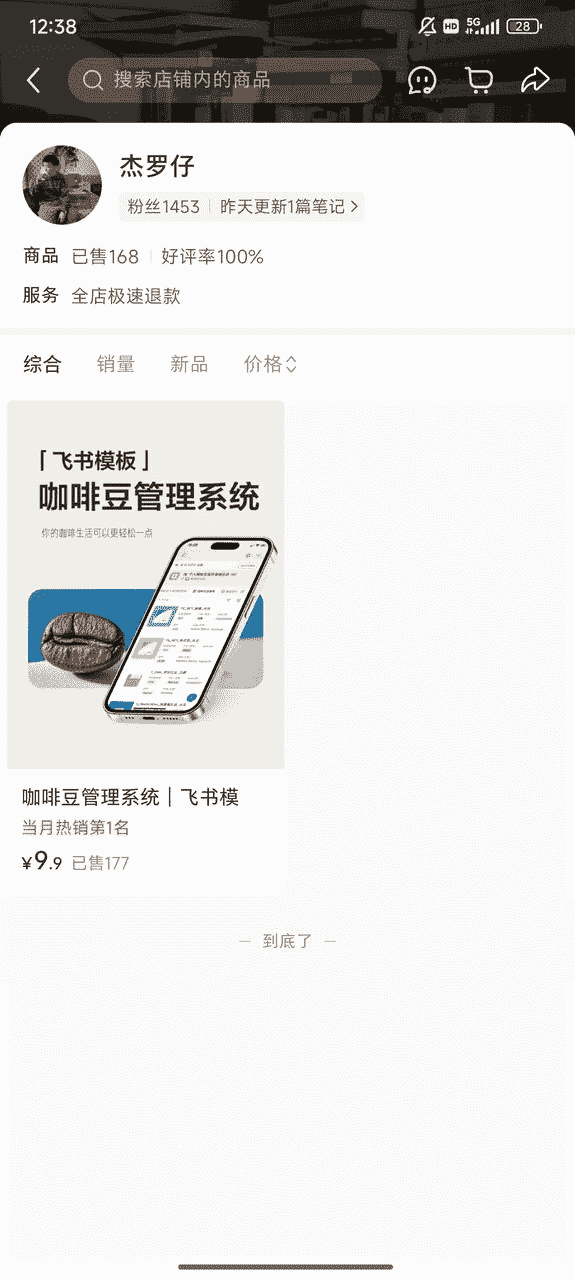 12:38
HD 5G 28
搜索店铺内的商品
杰罗仔
粉丝1453 | 昨天更新1篇笔记
商品 已售168 | 好评率100%
服务 全店极速退款
综合 销量 新品 价格
「飞书模板」
咖啡豆管理系统
你的咖啡生活可以更轻松一点
咖啡豆管理系统｜飞书模
当月热销第1名
¥9.9 已售177
— 到底了 —